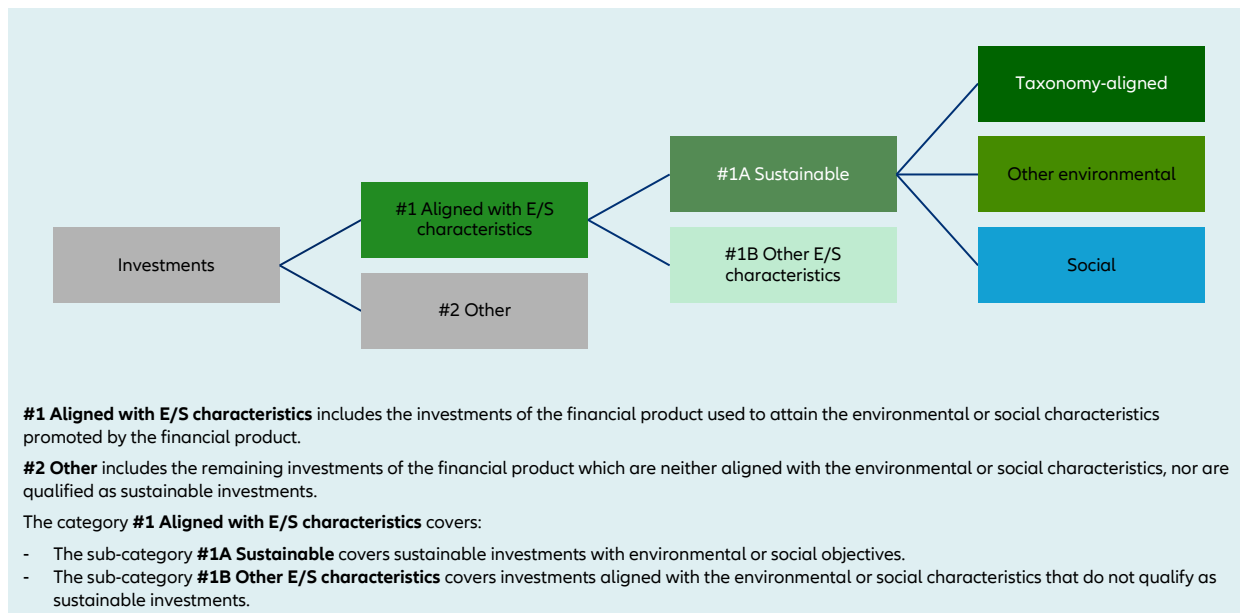 Taxonomy-aligned
#1A Sustainable
Other environmental
#1 Aligned with E/S
characteristics
Investments
#1B Other E/S
characteristics
Social
#2 Other
#1 Aligned with E/S characteristics includes the investments of the financial product used to attain the environmental or social characteristics
promoted by the financial product.
#2 Other includes the remaining investments of the financial product which are neither aligned with the environmental or social characteristics, nor are
qualified as sustainable investments.
The category #1 Aligned with E/S characteristics covers:
- The sub-category #1A Sustainable covers sustainable investments with environmental or social objectives.
- The sub-category #1B Other E/S characteristics covers investments aligned with the environmental or social characteristics that do not qualify as
sustainable investments.